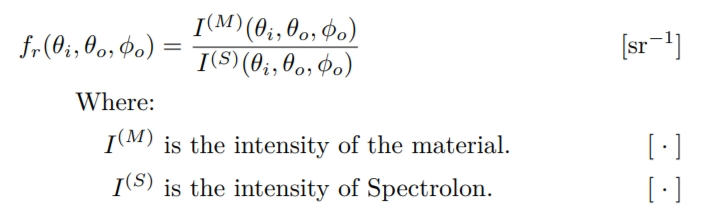 f_r(θ_i, θ_o, ϕ_o) = I^(M)(θ_i, θ_o, ϕ_o) / I^(S)(θ_i, θ_o, ϕ_o) [sr⁻¹]
Where:
I^(M) is the intensity of the material. [ · ]
I^(S) is the intensity of Spectrolon. [ · ]